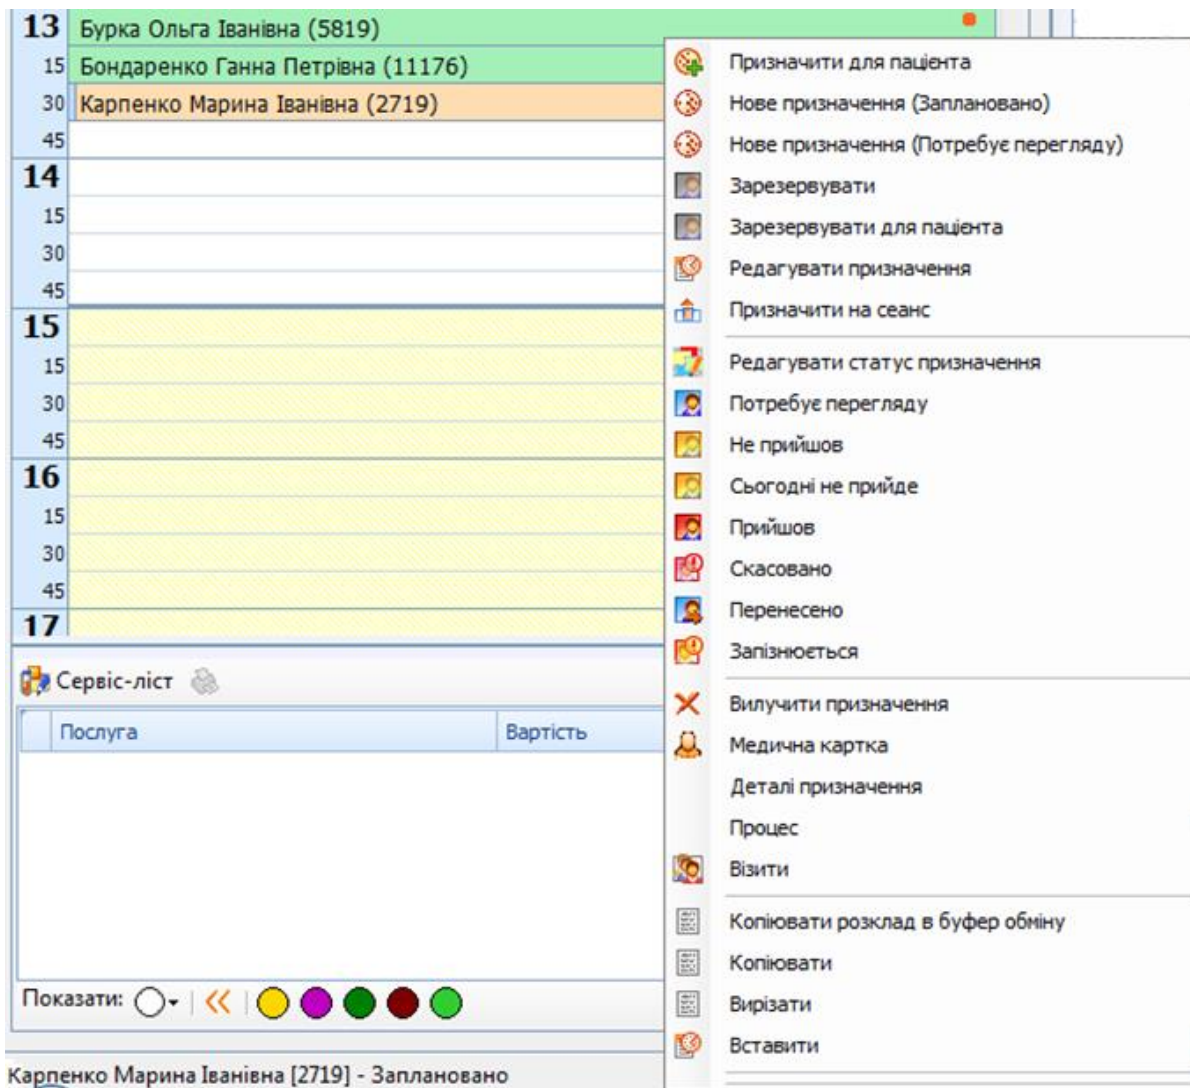 13 Бурка Ольга Іванівна (5819)
15 Бондаренко Ганна Петрівна (11176)
30 Карпенко Марина Іванівна (2719)
45
14
15
30
45
15
15
30
45
16
15
30
45
17
Сервіс-ліст
Послуга Вартість
Показати:
Карпенко Марина Іванівна [2719] - Заплановано
Призначити для пацієнта
Нове призначення (Заплановано)
Нове призначення (Потребує перегляду)
Зарезервувати
Зарезервувати для пацієнта
Редагувати призначення
Призначити на сеанс
Редагувати статус призначення
Потребує перегляду
Не прийшов
Сьогодні не прийде
Прийшов
Скасовано
Перенесено
Запізнюється
Вилучити призначення
Медична картка
Деталі призначення
Процес
Візити
Копіювати розклад в буфер обміну
Копіювати
Вирізати
Вставити